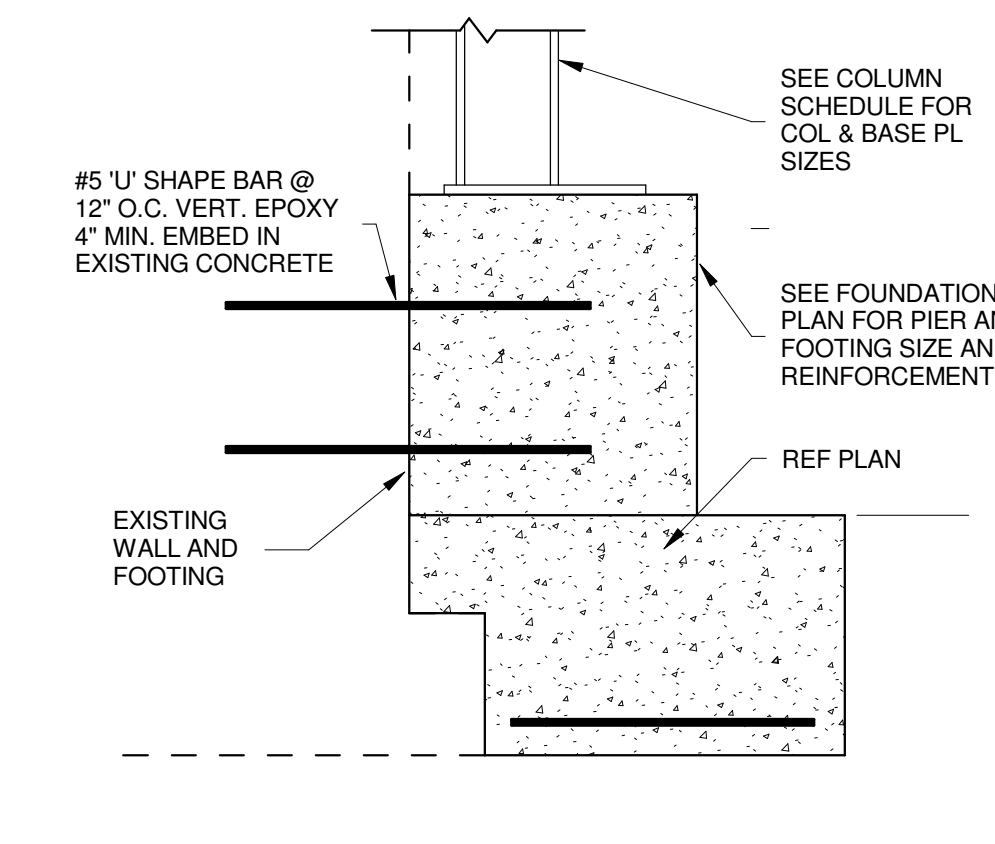 SEE COLUMN
SCHEDULE FOR
COL & BASE PL
SIZES
#5 'U' SHAPE BAR @
12" O.C. VERT. EPOXY
4" MIN. EMBED IN
EXISTING CONCRETE
SEE FOUNDATION
PLAN FOR PIER
FOOTING SIZE
REINFORCEMENT
REF PLAN
EXISTING
WALL AND
FOOTING